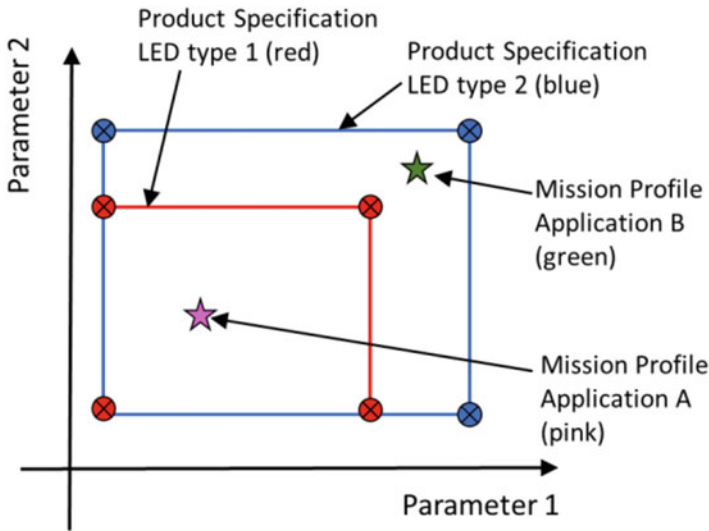 Product Specification
LED type 1 (red)
Product Specification
LED type 2 (blue)
Parameter 2
Mission Profile
Application B
(green)
Mission Profile
Application A
(pink)
Parameter 1